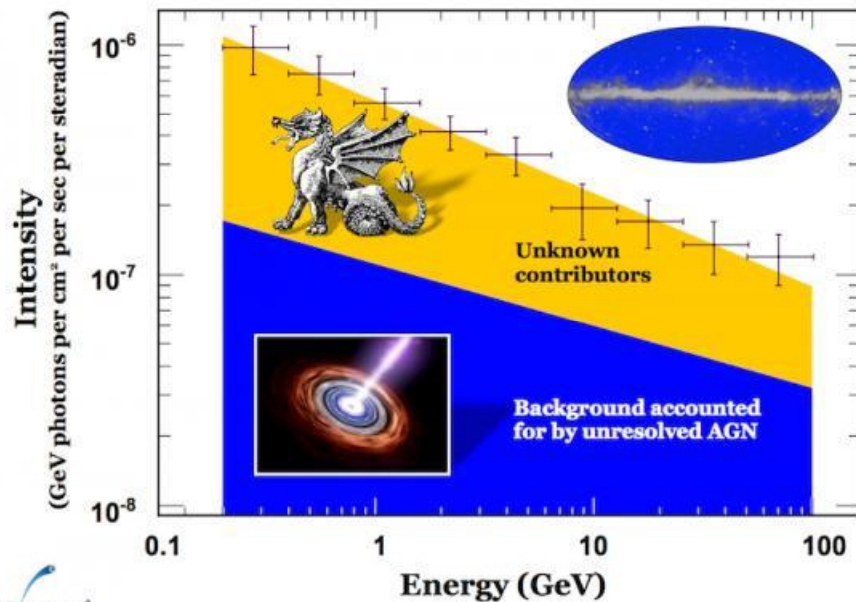 Intensity
(GeV photons per cm² per sec per steradian)
10⁻⁶
10⁻⁷
10⁻⁸
Unknown
contributors
Background accounted
for by unresolved AGN
0.1
1
10
100
Energy (GeV)